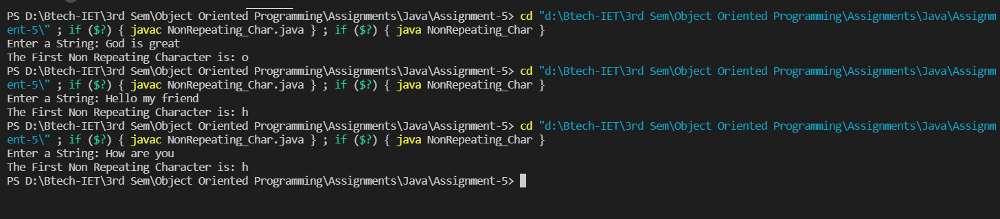 PS D:\Btech-IET\3rd Sem\Object Oriented Programming\Assignments\Java\Assignment-5> cd "d:\Btech-IET\3rd Sem\Object Oriented Programming\Assignments\Java\Assignm
ent-5\" ; if ($?) { javac NonRepeating_Char.java } ; if ($?) { java NonRepeating_Char }
Enter a String: God is great
The First Non Repeating Character is: o
PS D:\Btech-IET\3rd Sem\Object Oriented Programming\Assignments\Java\Assignment-5> cd "d:\Btech-IET\3rd Sem\Object Oriented Programming\Assignments\Java\Assignm
ent-5\" ; if ($?) { javac NonRepeating_Char.java } ; if ($?) { java NonRepeating_Char }
Enter a String: Hello my friend
The First Non Repeating Character is: h
PS D:\Btech-IET\3rd Sem\Object Oriented Programming\Assignments\Java\Assignment-5> cd "d:\Btech-IET\3rd Sem\Object Oriented Programming\Assignments\Java\Assignm
ent-5\" ; if ($?) { javac NonRepeating_Char.java } ; if ($?) { java NonRepeating_Char }
Enter a String: How are you
The First Non Repeating Character is: h
PS D:\Btech-IET\3rd Sem\Object Oriented Programming\Assignments\Java\Assignment-5>